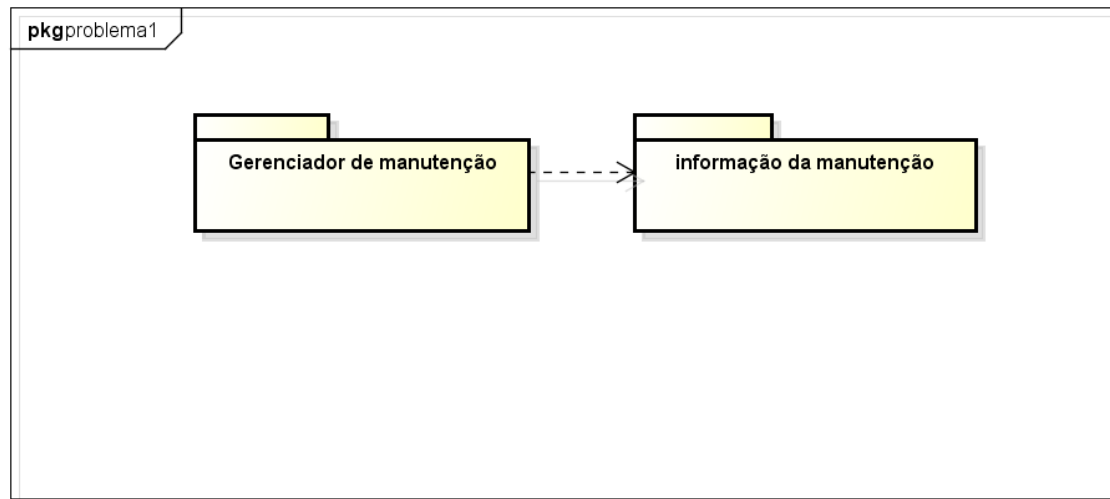 pkgproblema1
Gerenciador de manutenção
informação da manutenção